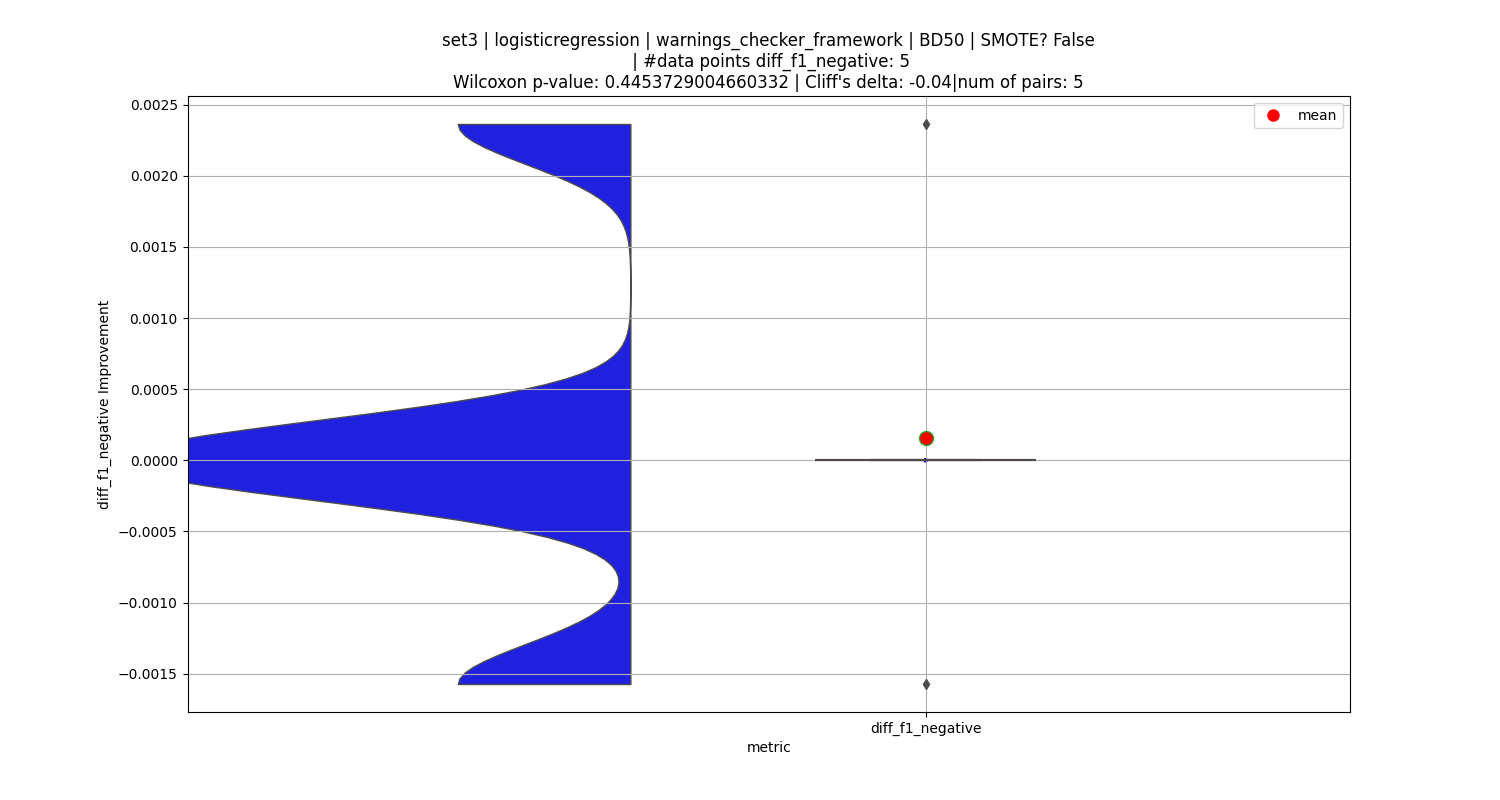 set3 | logisticregression | warnings_checker_framework | BD50 | SMOTE? False
| #data points diff_f1_negative: 5
Wilcoxon p-value: 0.4453729004660332 | Cliff's delta: -0.04|num of pairs: 5
mean
0.0025
0.0020
0.0015
0.0010
0.0005
0.0000
−0.0005
−0.0010
−0.0015
diff_f1_negative Improvement
diff_f1_negative
metric